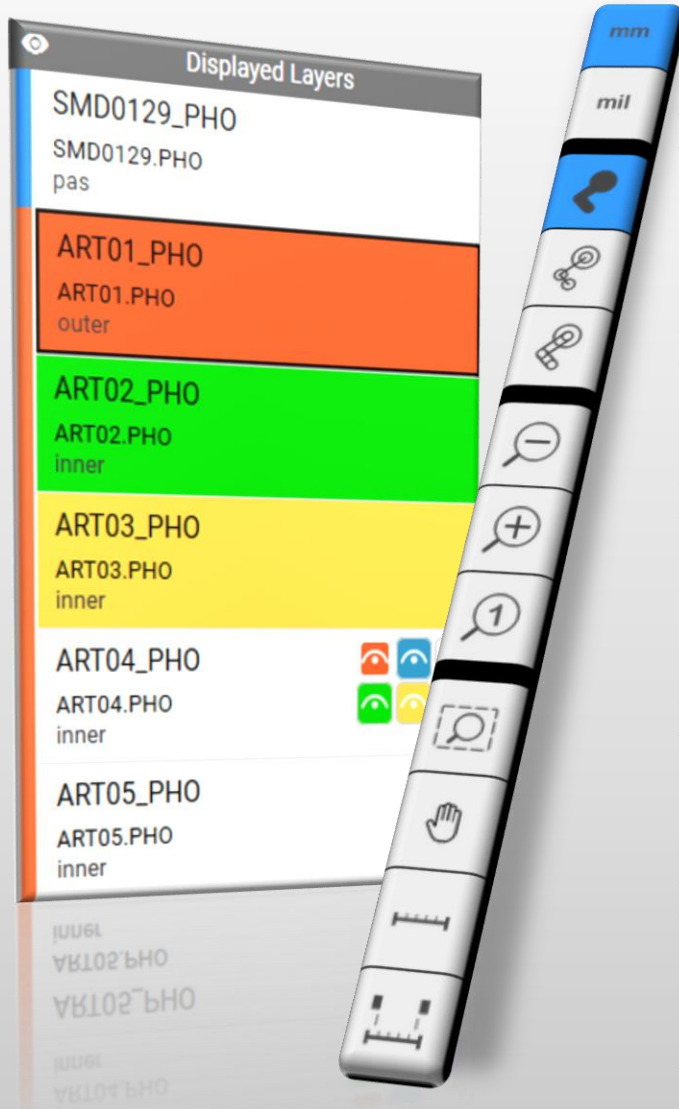 Displayed Layers
SMD0129_PHO
SMD0129.PHO
pas
ART01_PHO
ART01.PHO
outer
ART02_PHO
ART02.PHO
inner
ART03_PHO
ART03.PHO
inner
ART04_PHO
ART04.PHO
inner
ART05_PHO
ART05.PHO
inner
mm
mil
1